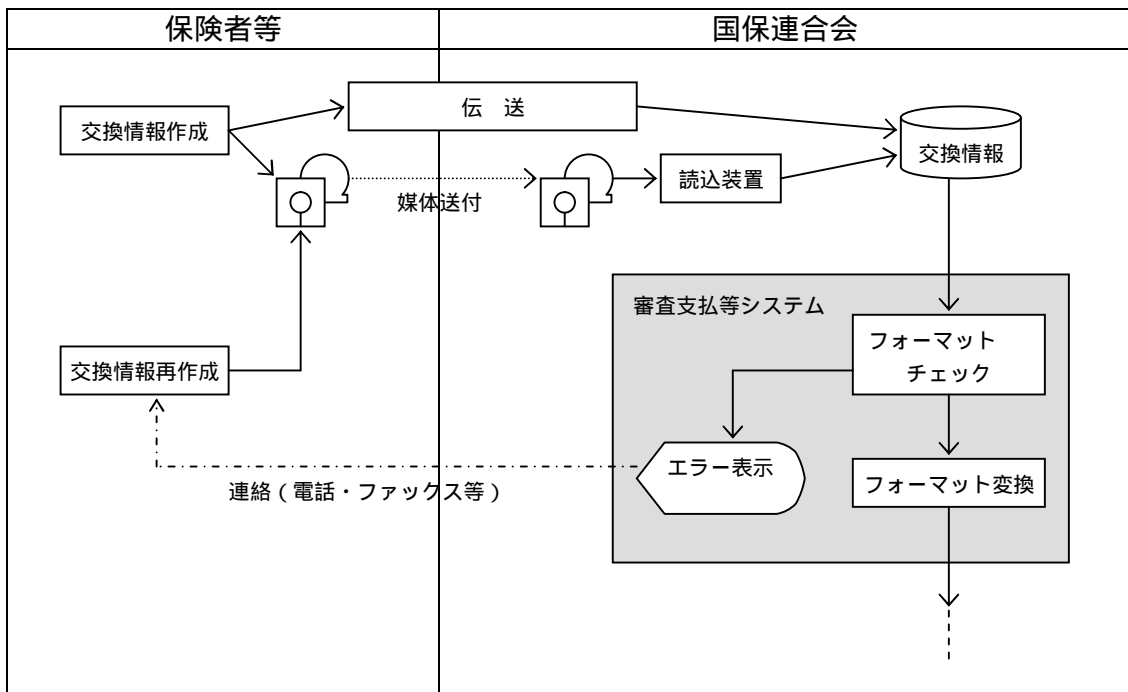 保険者等
国保連合会
伝　送
交換情報作成
交換情報
読込装置
媒体送付
審査支払等システム
フォーマット
チェック
交換情報再作成
エラー表示
フォーマット変換
連絡（電話・ファックス等）